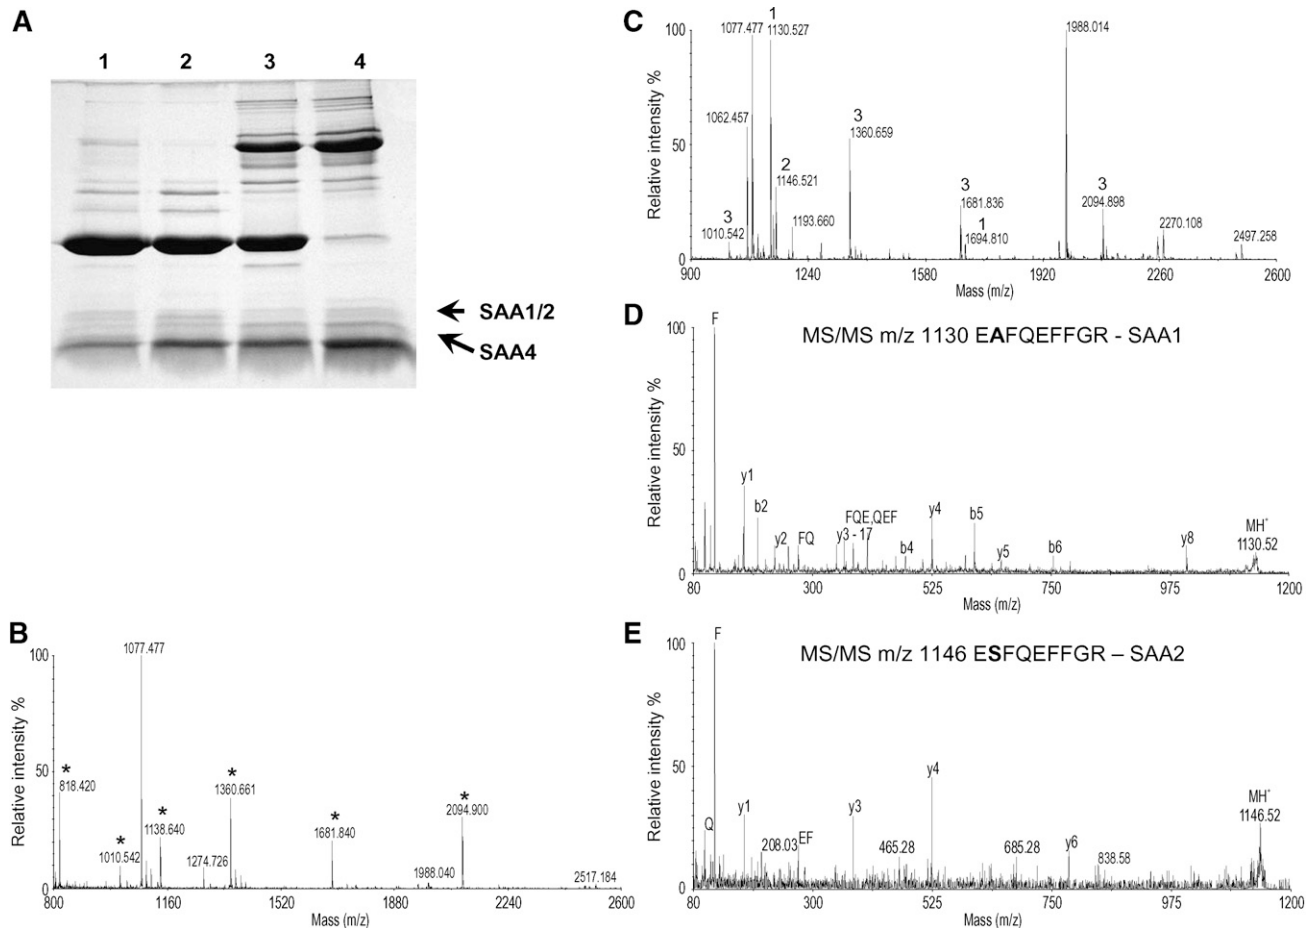 A
1 2 3 4
SAA1/2
SAA4
B
Relative intensity %
100
50
0
1077.477
*
818.420
*
1010.542
*
1138.640
1274.726
*
1360.661
*
1681.840
1988.040
*
2094.900
2517.184
800 1160 1520 1880 2240 2600
Mass (m/z)
C
Relative intensity %
100
50
0
3
1010.542
1062.457
1077.477
1
1130.527
2
1146.521
1193.660
3
1360.659
3
1681.836
1
1694.810
1988.014
3
2094.898
2270.108
2497.258
900 1240 1580 1920 2260 2600
Mass (m/z)
D
MS/MS m/z 1130 EAFQEFFGR - SAA1
Relative intensity %
100
50
0
F
y1
b2
y2
FQ
y3 - 17
FQE,QEF
b4
y4
b5
y5
b6
y8
MH+
1130.52
80 300 525 750 975 1200
Mass (m/z)
E
MS/MS m/z 1146 ESFQEFFGR – SAA2
Relative intensity %
100
50
0
F
Q
y1
208.03
EF
y3
465.28
y4
685.28
y6
838.58
MH+
1146.52
80 300 525 750 975 1200
Mass (m/z)